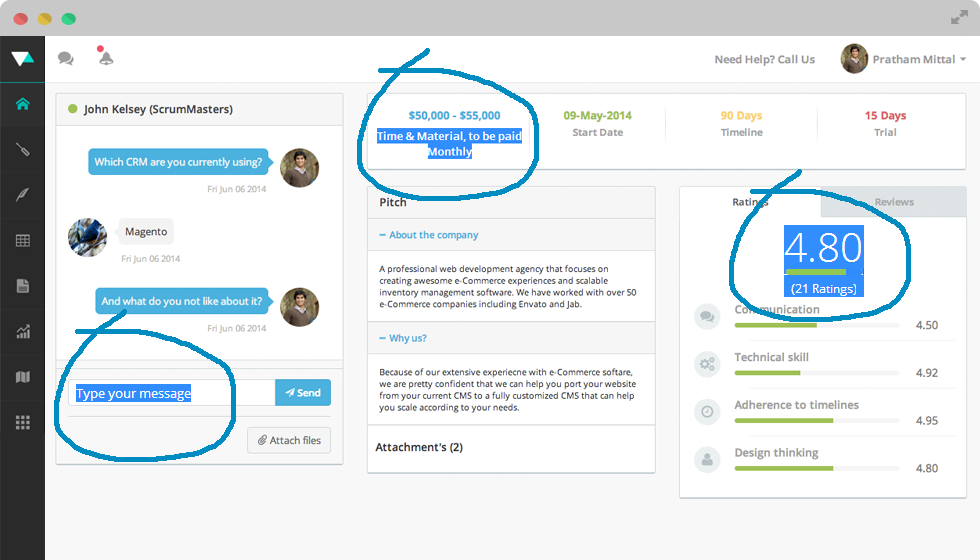 Need Help? Call Us
Pratham Mittal
John Kelsey (ScrumMasters)
Which CRM are you currently using?
Fri Jun 06 2014
Magento
Fri Jun 06 2014
And what do you not like about it?
Fri Jun 06 2014
Type your message
Send
Attach files
$50,000 - $55,000
Time & Material, to be paid
Monthly
09-May-2014
Start Date
90 Days
Timeline
15 Days
Trial
Pitch
− About the company
A professional web development agency that focuses on
creating awesome e-Commerce experiences and scalable
inventory management software. We have worked with over 50
e-Commerce companies including Envato and Jab.
− Why us?
Because of our extensive experiecne with e-Commerce softare,
we are pretty confident that we can help you port your website
from your current CMS to a fully customized CMS that can help
you scale according to your needs.
Attachment's (2)
Ratings
Reviews
4.80
(21 Ratings)
Communication
4.50
Technical skill
4.92
Adherence to timelines
4.95
Design thinking
4.80